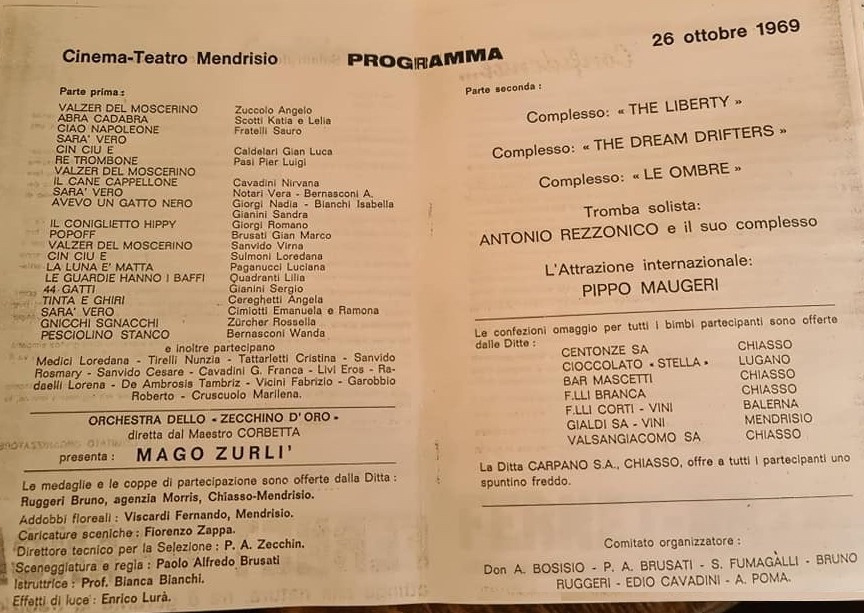 Cinema-Teatro Mendrisio PROGRAMMA 26 ottobre 1969
Parte prima:
VALZER DEL MOSCERINO Zuccolo Angelo
ABRA CADABRA Scotti Katia e Lelia
CIAO NAPOLEONE Fratelli Sauro
SARA' VERO
CIN CIU E Caldelari Gian Luca
RE TROMBONE Pasi Pier Luigi
VALZER DEL MOSCERINO
IL CANE CAPPELLONE Cavadini Nirvana
SARA' VERO Notari Vera - Bernasconi A.
AVEVO UN GATTO NERO Giorgi Nadia - Bianchi Isabella
Gianini Sandra
IL CONIGLIETTO HIPPY Giorgi Romano
POPOFF Brusati Gian Marco
VALZER DEL MOSCERINO Sanvido Virna
CIN CIU E Sulmoni Loredana
LA LUNA E' MATTA Paganucci Luciana
LE GUARDIE HANNO I BAFFI Quadranti Lilia
44 GATTI Gianini Sergio
TINTA E GHIRI Cereghetti Angela
SARA' VERO Cimiotti Emanuela e Ramona
GNICCHI SGNACCHI Zürcher Rossella
PESCIOLINO STANCO Bernasconi Wanda
e inoltre partecipano
Medici Loredana - Tirelli Nunzia - Tattarletti Cristina - Sanvido
Rosmary - Sanvido Cesare - Cavadini G. Franca - Livi Eros - Ra-
daelli Lorena - De Ambrosis Tambriz - Vicini Fabrizio - Garobbio
Roberto - Cruscuolo Marilena.
ORCHESTRA DELLO « ZECCHINO D'ORO »
diretta dal Maestro CORBETTA
presenta : MAGO ZURLI'
Le medaglie e le coppe di partecipazione sono offerte dalla Ditta :
Ruggeri Bruno, agenzia Morris, Chiasso-Mendrisio.
Addobbi floreali : Viscardi Fernando, Mendrisio.
Caricature sceniche : Fiorenzo Zappa.
Direttore tecnico per la Selezione : P. A. Zecchin.
Sceneggiatura e regia : Paolo Alfredo Brusati
Istruttrice : Prof. Bianca Bianchi.
Effetti di luce : Enrico Lurà.
Parte seconda :
Complesso: « THE LIBERTY »
Complesso: « THE DREAM DRIFTERS »
Complesso: « LE OMBRE »
Tromba solista:
ANTONIO REZZONICO e il suo complesso
L'Attrazione internazionale:
PIPPO MAUGERI
Le confezioni omaggio per tutti i bimbi partecipanti sono offerte
dalle Ditte :
CENTONZE SA CHIASSO
CIOCCOLATO « STELLA » LUGANO
BAR MASCETTI CHIASSO
F.LLI BRANCA CHIASSO
F.LLI CORTI - VINI BALERNA
GIALDI SA - VINI MENDRISIO
VALSANGIACOMO SA CHIASSO
La Ditta CARPANO S.A., CHIASSO, offre a tutti i partecipanti uno
spuntino freddo.
Comitato organizzatore :
Don A. BOSISIO - P. A. BRUSATI - S. FUMAGALLI - BRUNO
RUGGERI - EDIO CAVADINI - A. POMA.